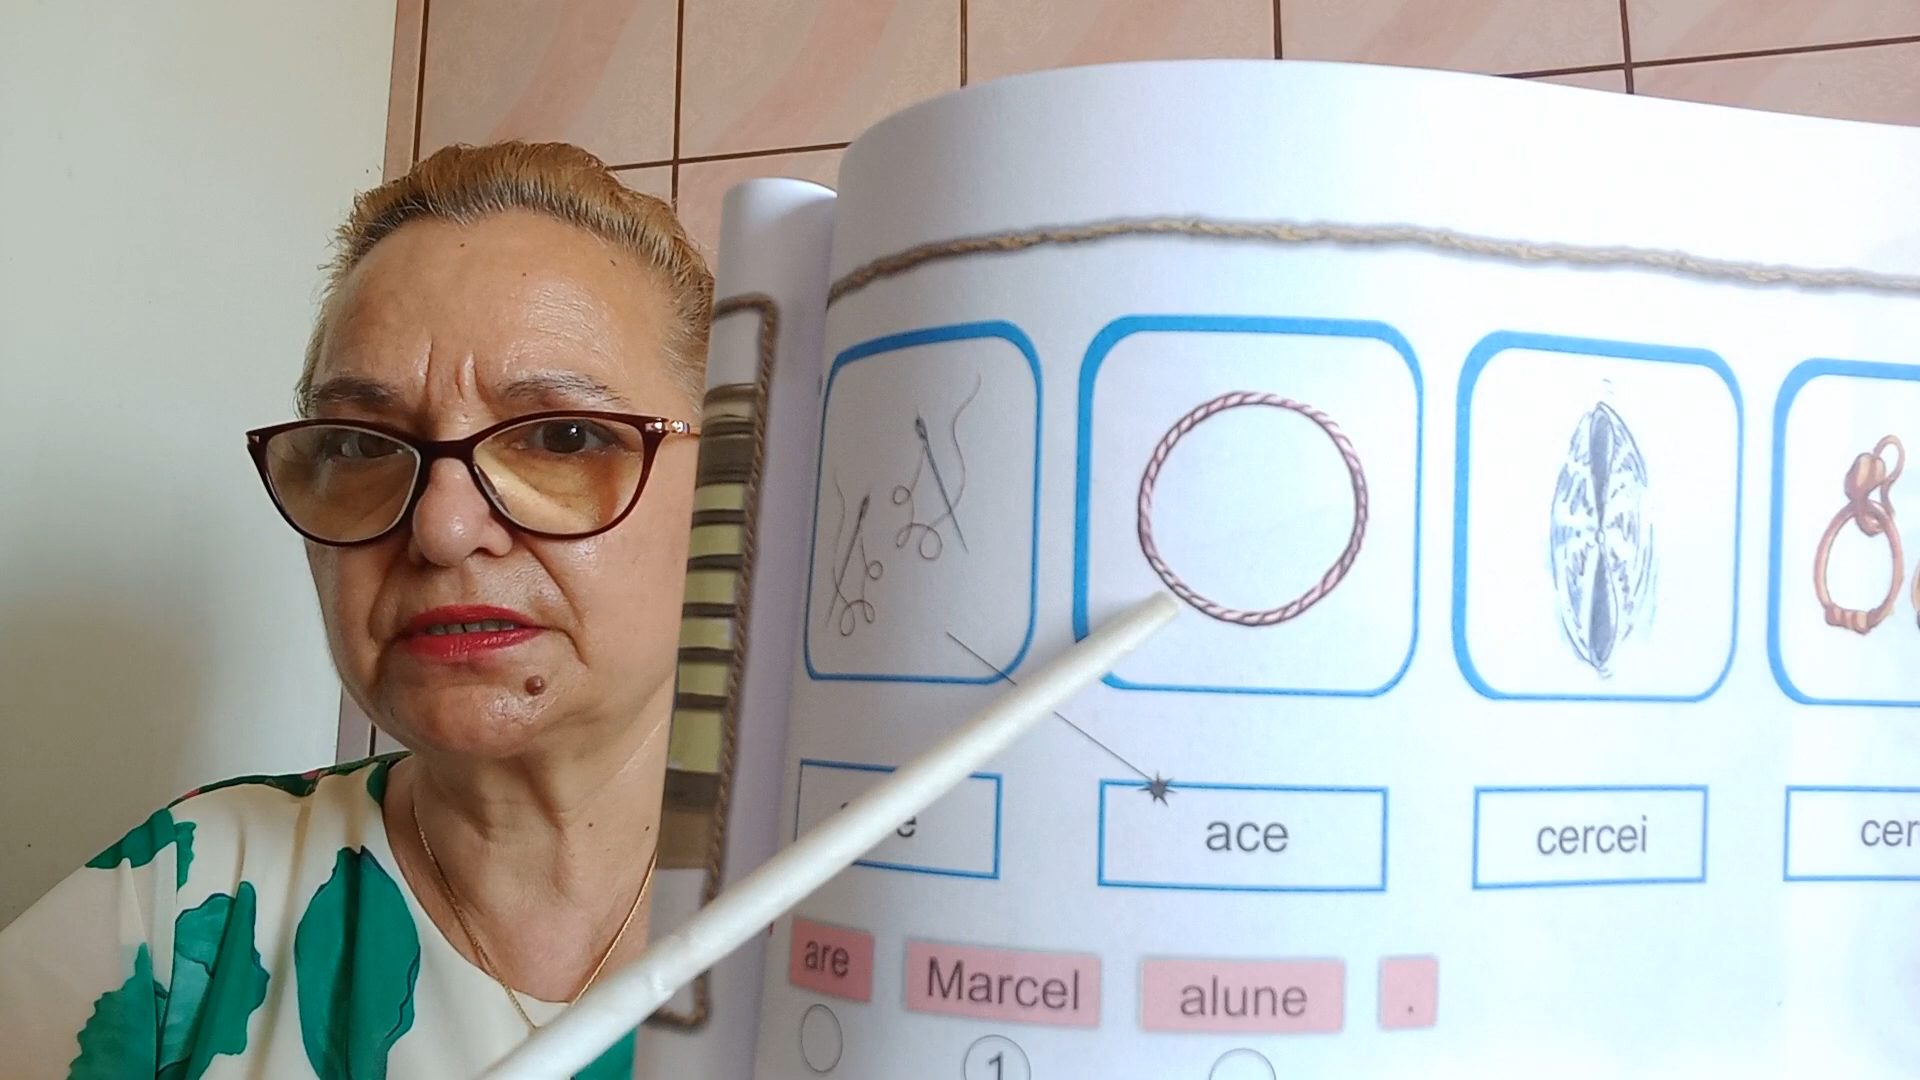 ace
cercei
are Marcel alune .
1